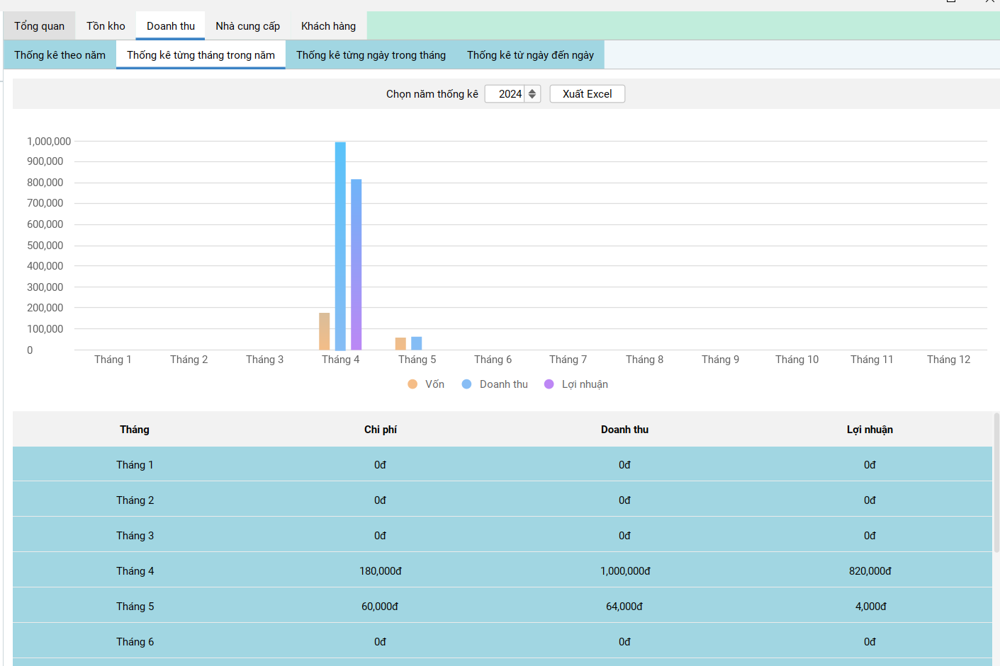 Tổng quan Tồn kho Doanh thu Nhà cung cấp Khách hàng
Thống kê theo năm Thống kê từng tháng trong năm Thống kê từng ngày trong tháng Thống kê từ ngày đến ngày
Chọn năm thống kê 2024 Xuất Excel
1,000,000
900,000
800,000
700,000
600,000
500,000
400,000
300,000
200,000
100,000
0
Tháng 1 Tháng 2 Tháng 3 Tháng 4 Tháng 5 Tháng 6 Tháng 7 Tháng 8 Tháng 9 Tháng 10 Tháng 11 Tháng 12
Vốn Doanh thu Lợi nhuận
Tháng Chi phí Doanh thu Lợi nhuận
Tháng 1 0đ 0đ 0đ
Tháng 2 0đ 0đ 0đ
Tháng 3 0đ 0đ 0đ
Tháng 4 180,000đ 1,000,000đ 820,000đ
Tháng 5 60,000đ 64,000đ 4,000đ
Tháng 6 0đ 0đ 0đ